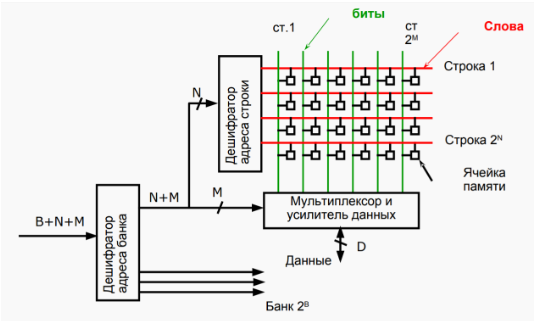 биты
ст.1
ст
2ᴹ
Слова
Строка 1
N
Дешифратор
адреса строки
Строка 2ᴺ
Ячейка
памяти
N+M
M
Мультиплексор и
усилитель данных
B+N+M
Дешифратор
адреса банка
D
Данные
Банк 2ᴮ